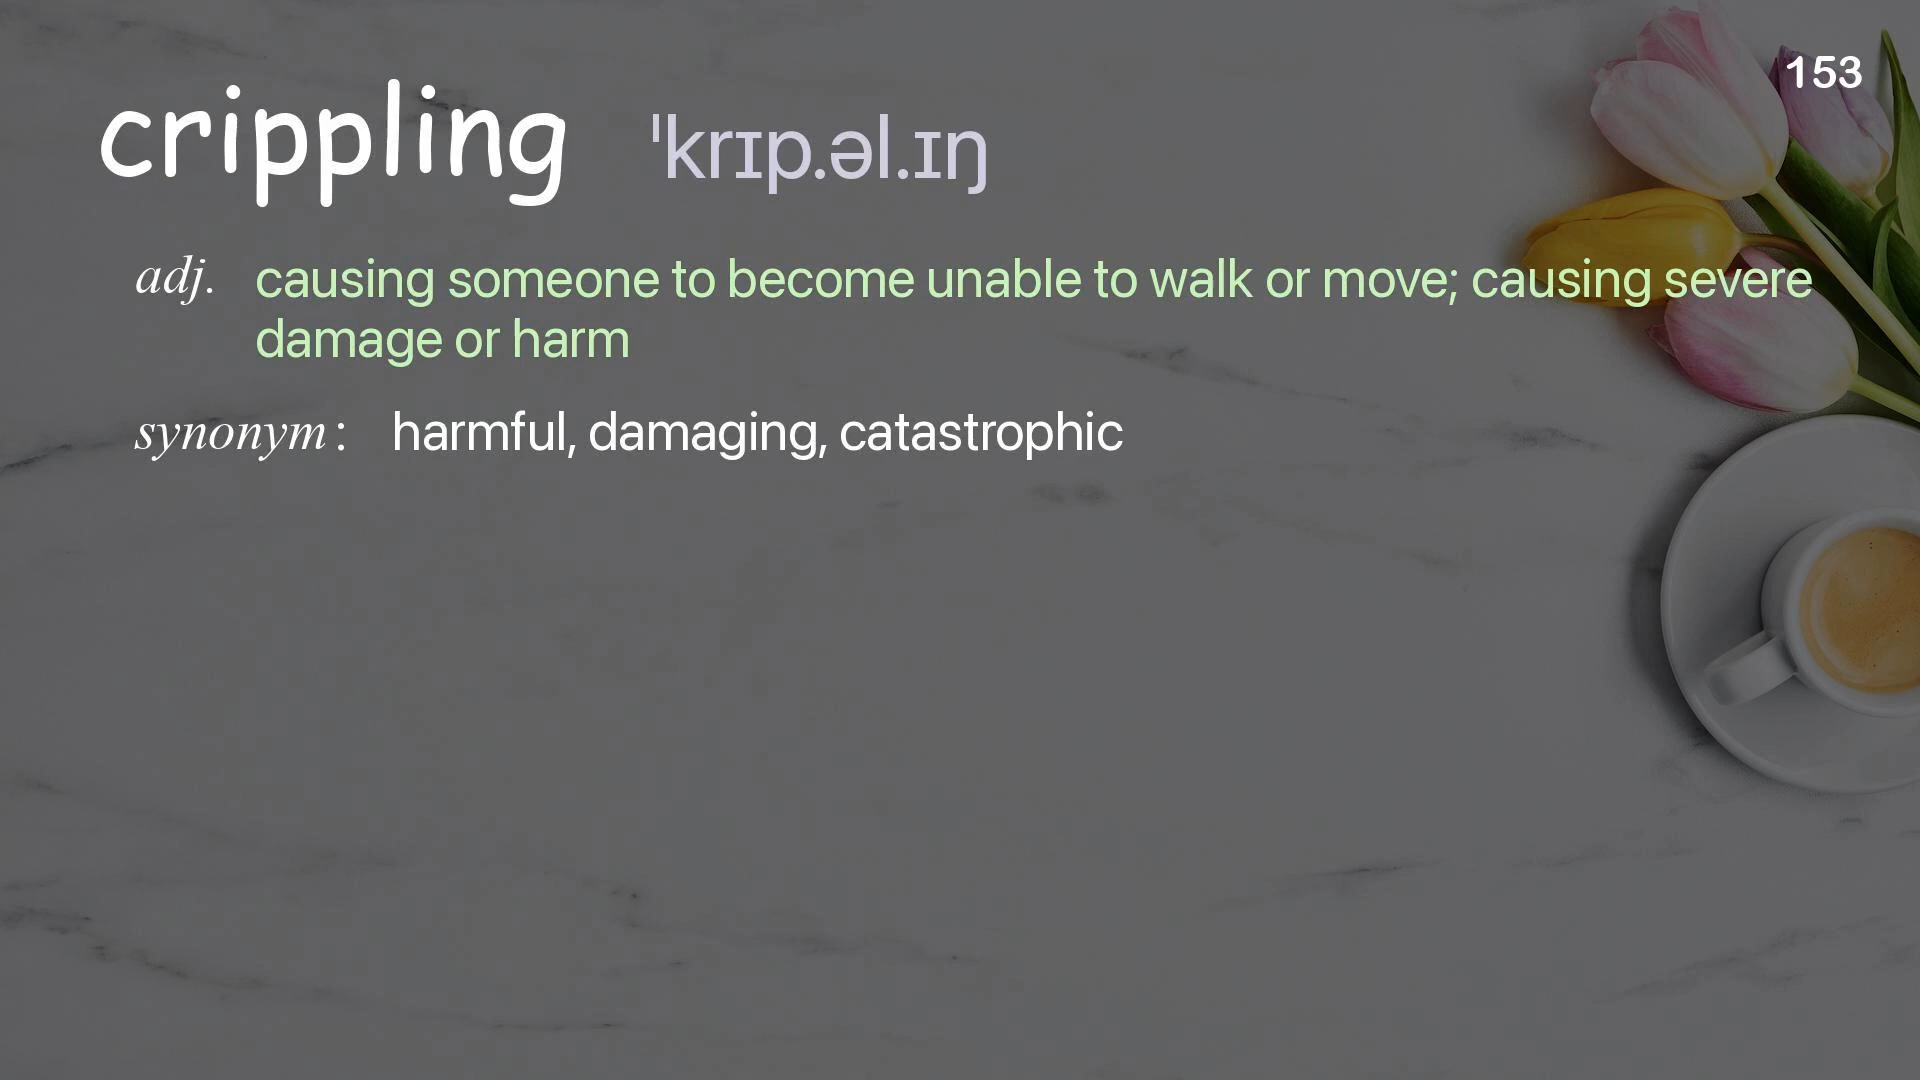 153
crippling ˈkrɪp.əl.ɪŋ
adj. causing someone to become unable to walk or move; causing severe
damage or harm
synonym : harmful, damaging, catastrophic